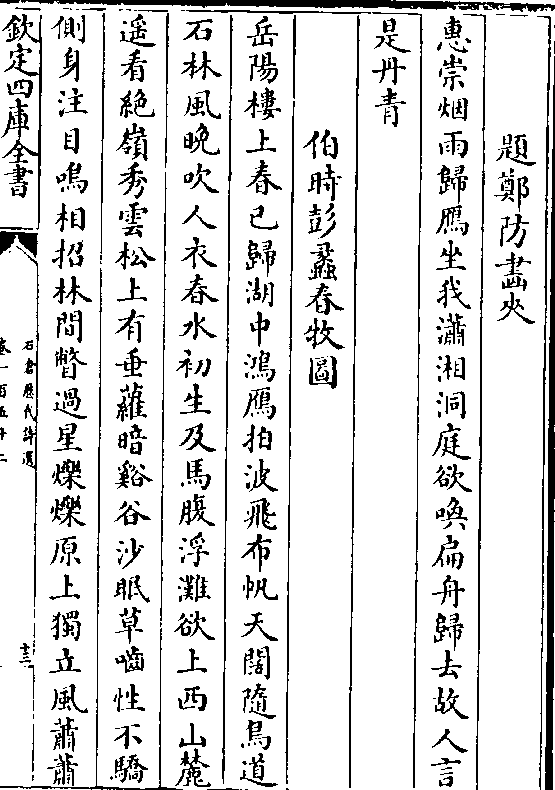 題鄭防畵夾
惠崇烟雨歸鴈坐我瀟湘洞庭欲喚扁舟歸去故人言
是丹青
伯時彭蠡春牧圖
岳陽樓上春已歸湖中鴻鴈拍波飛布帆天闊隨鳥道
石林風晚吹人衣春水初生及馬腹浮灘欲上西山麓
遥看絶嶺秀雲松上有垂蘿暗谿谷沙眠草嚙性不驕
側身注目鳴相招林間瞥過星爍爍原上獨立風蕭蕭
欽定四庫全書
石倉歷代詩選
卷一百五十二
十三